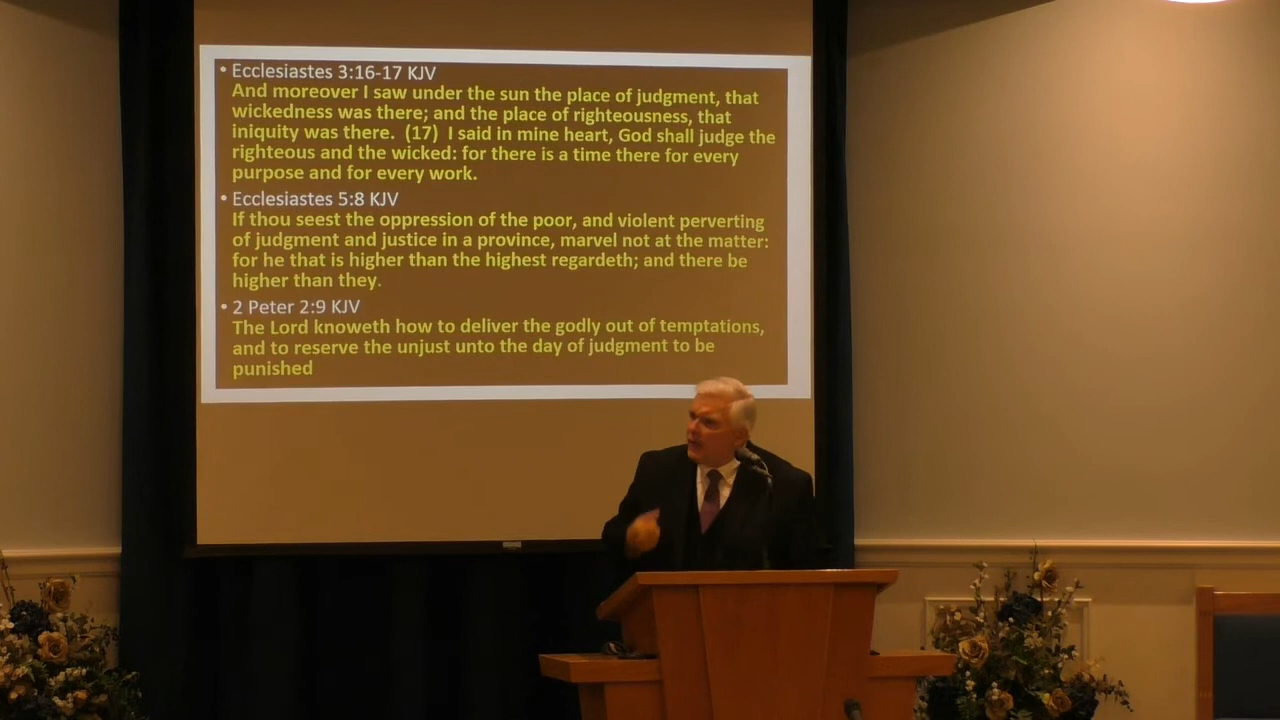 • Ecclesiastes 3:16-17 KJV
And moreover I saw under the sun the place of judgment, that
wickedness was there; and the place of righteousness, that
iniquity was there. (17) I said in mine heart, God shall judge the
righteous and the wicked: for there is a time there for every
purpose and for every work.
• Ecclesiastes 5:8 KJV
If thou seest the oppression of the poor, and violent perverting
of judgment and justice in a province, marvel not at the matter:
for he that is higher than the highest regardeth; and there be
higher than they.
• 2 Peter 2:9 KJV
The Lord knoweth how to deliver the godly out of temptations,
and to reserve the unjust unto the day of judgment to be
punished